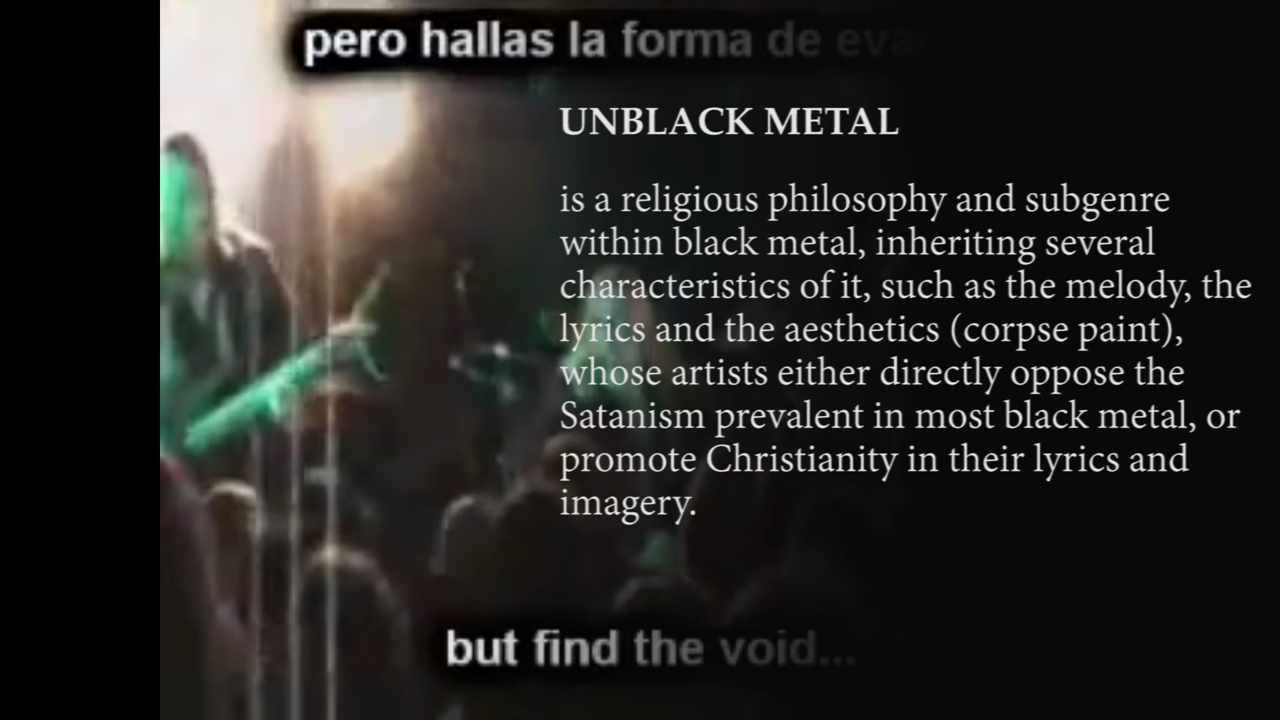 pero hallas la forma de eva
UNBLACK METAL
is a religious philosophy and subgenre
within black metal, inheriting several
characteristics of it, such as the melody, the
lyrics and the aesthetics (corpse paint),
whose artists either directly oppose the
Satanism prevalent in most black metal, or
promote Christianity in their lyrics and
imagery.
but find the void...